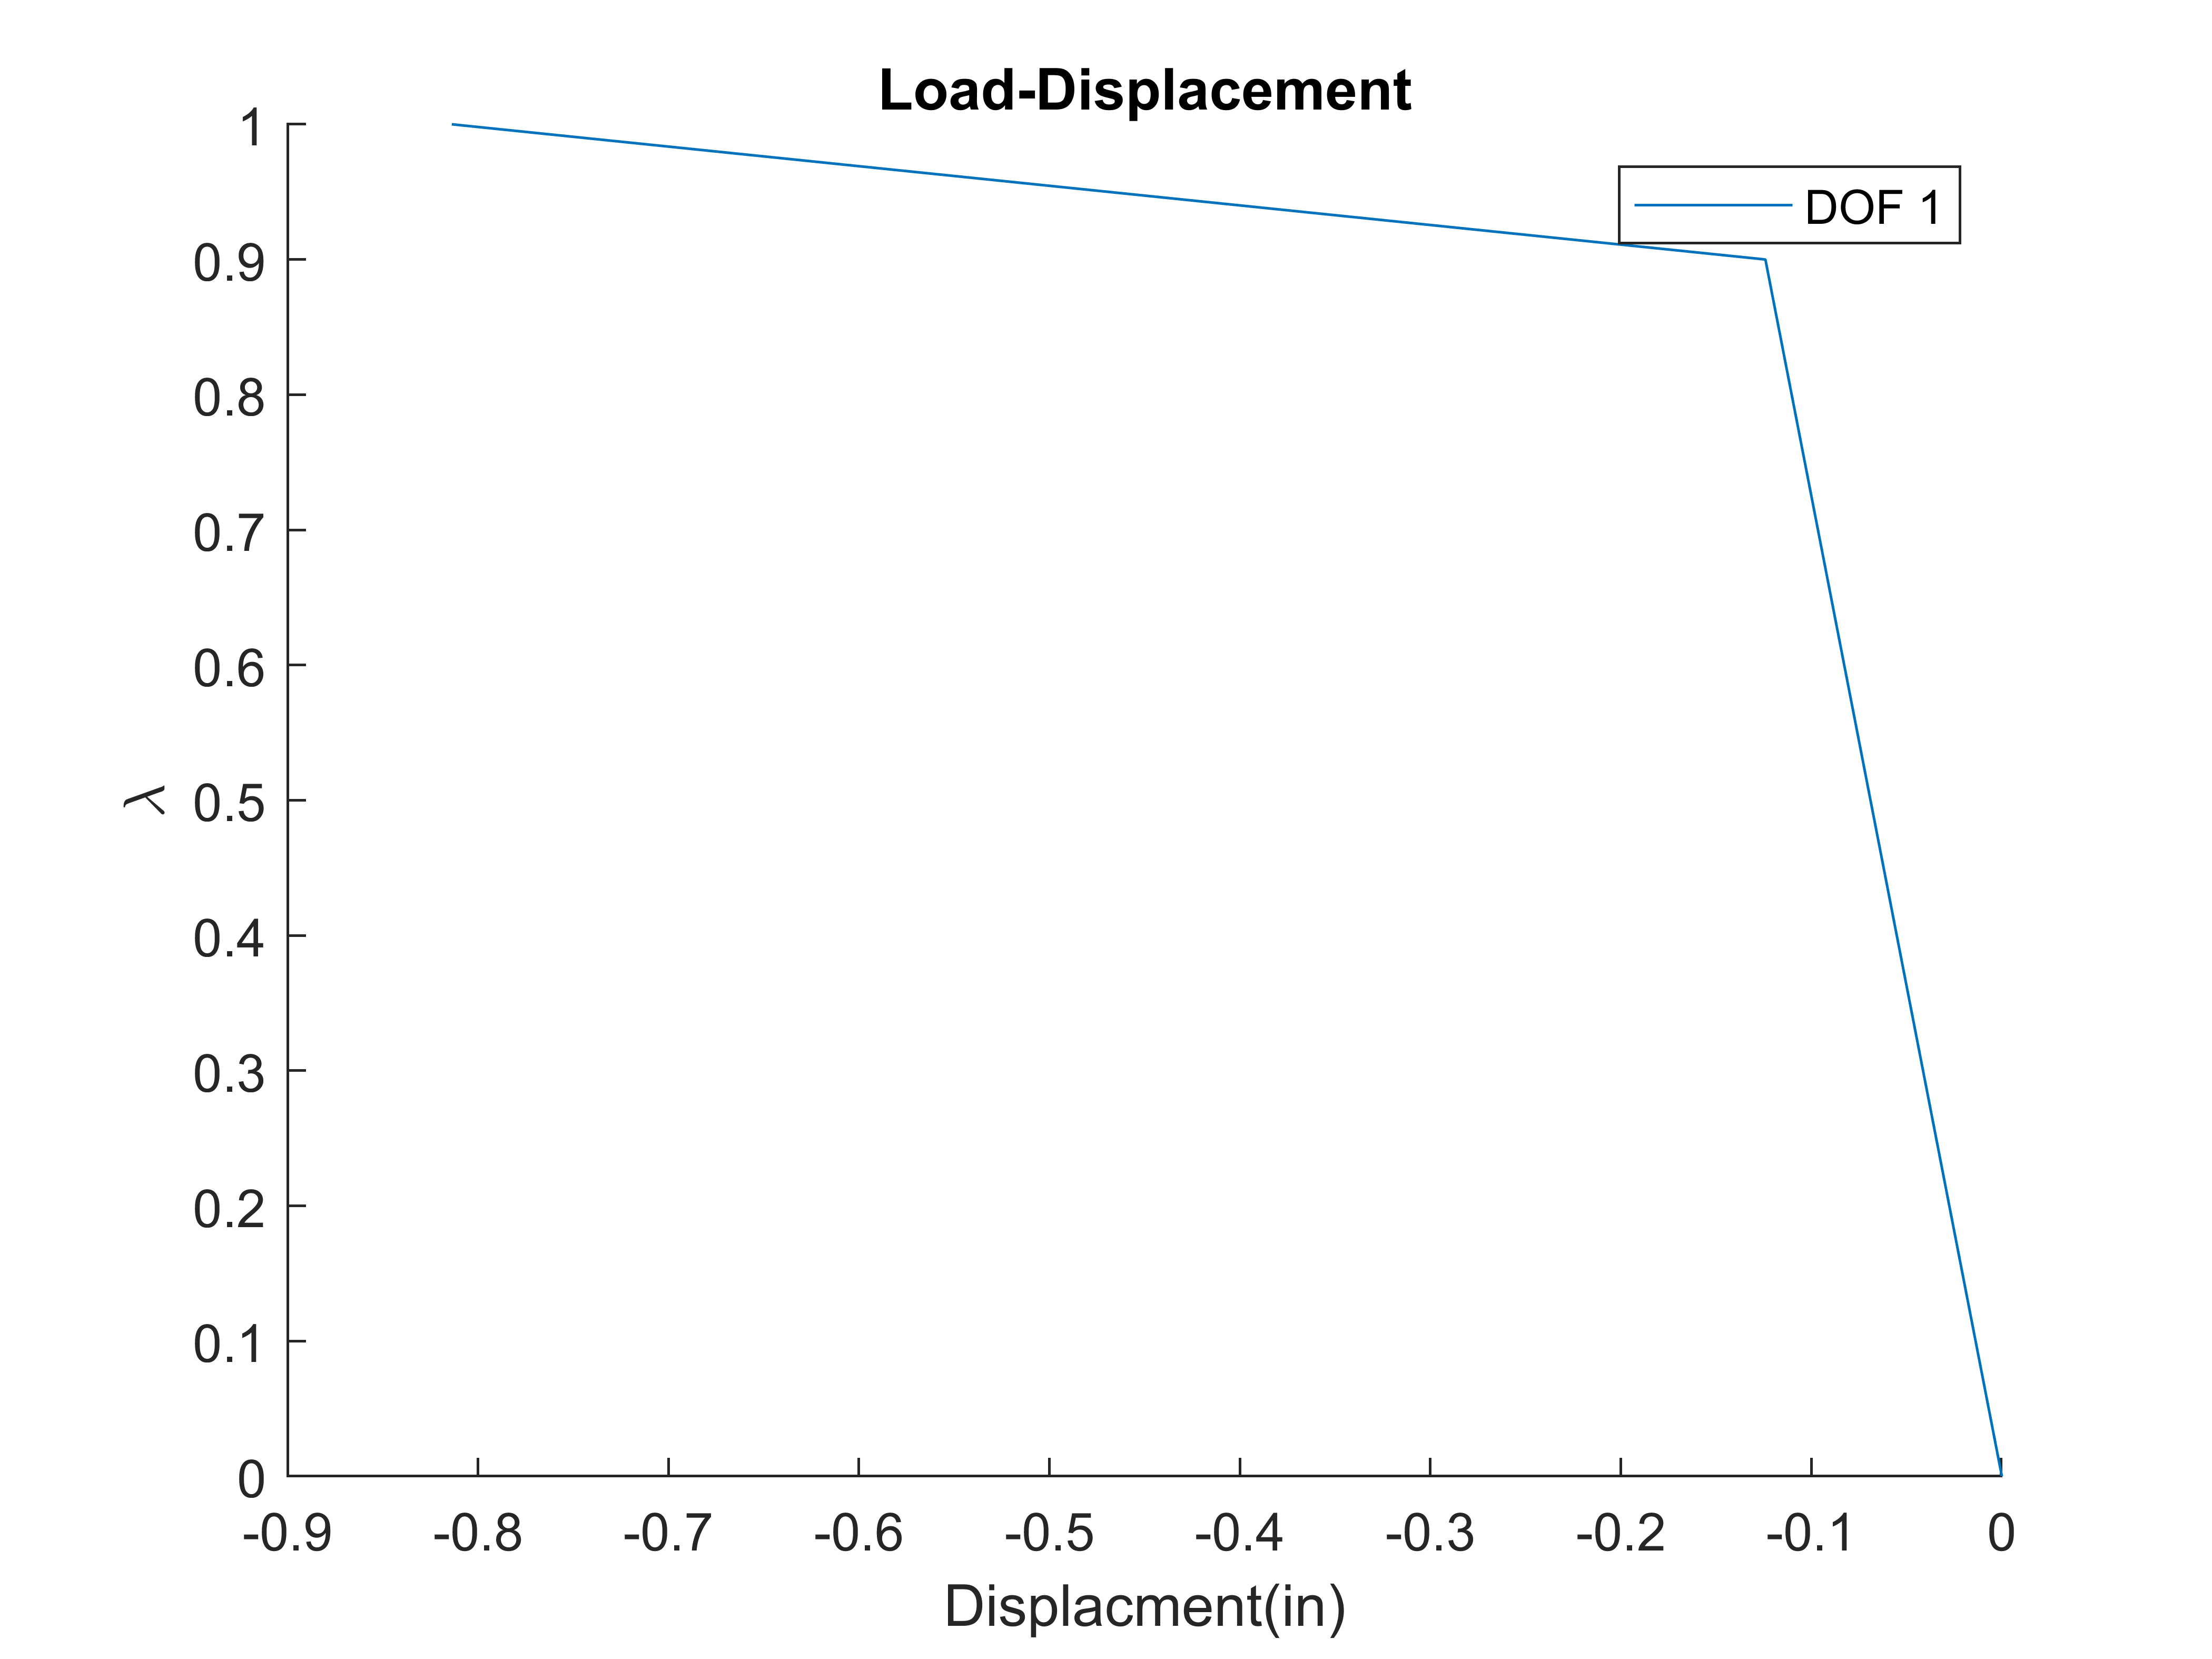 Load-Displacement
DOF 1
λ
1
0.9
0.8
0.7
0.6
0.5
0.4
0.3
0.2
0.1
0
-0.9 -0.8 -0.7 -0.6 -0.5 -0.4 -0.3 -0.2 -0.1 0
Displacment(in)